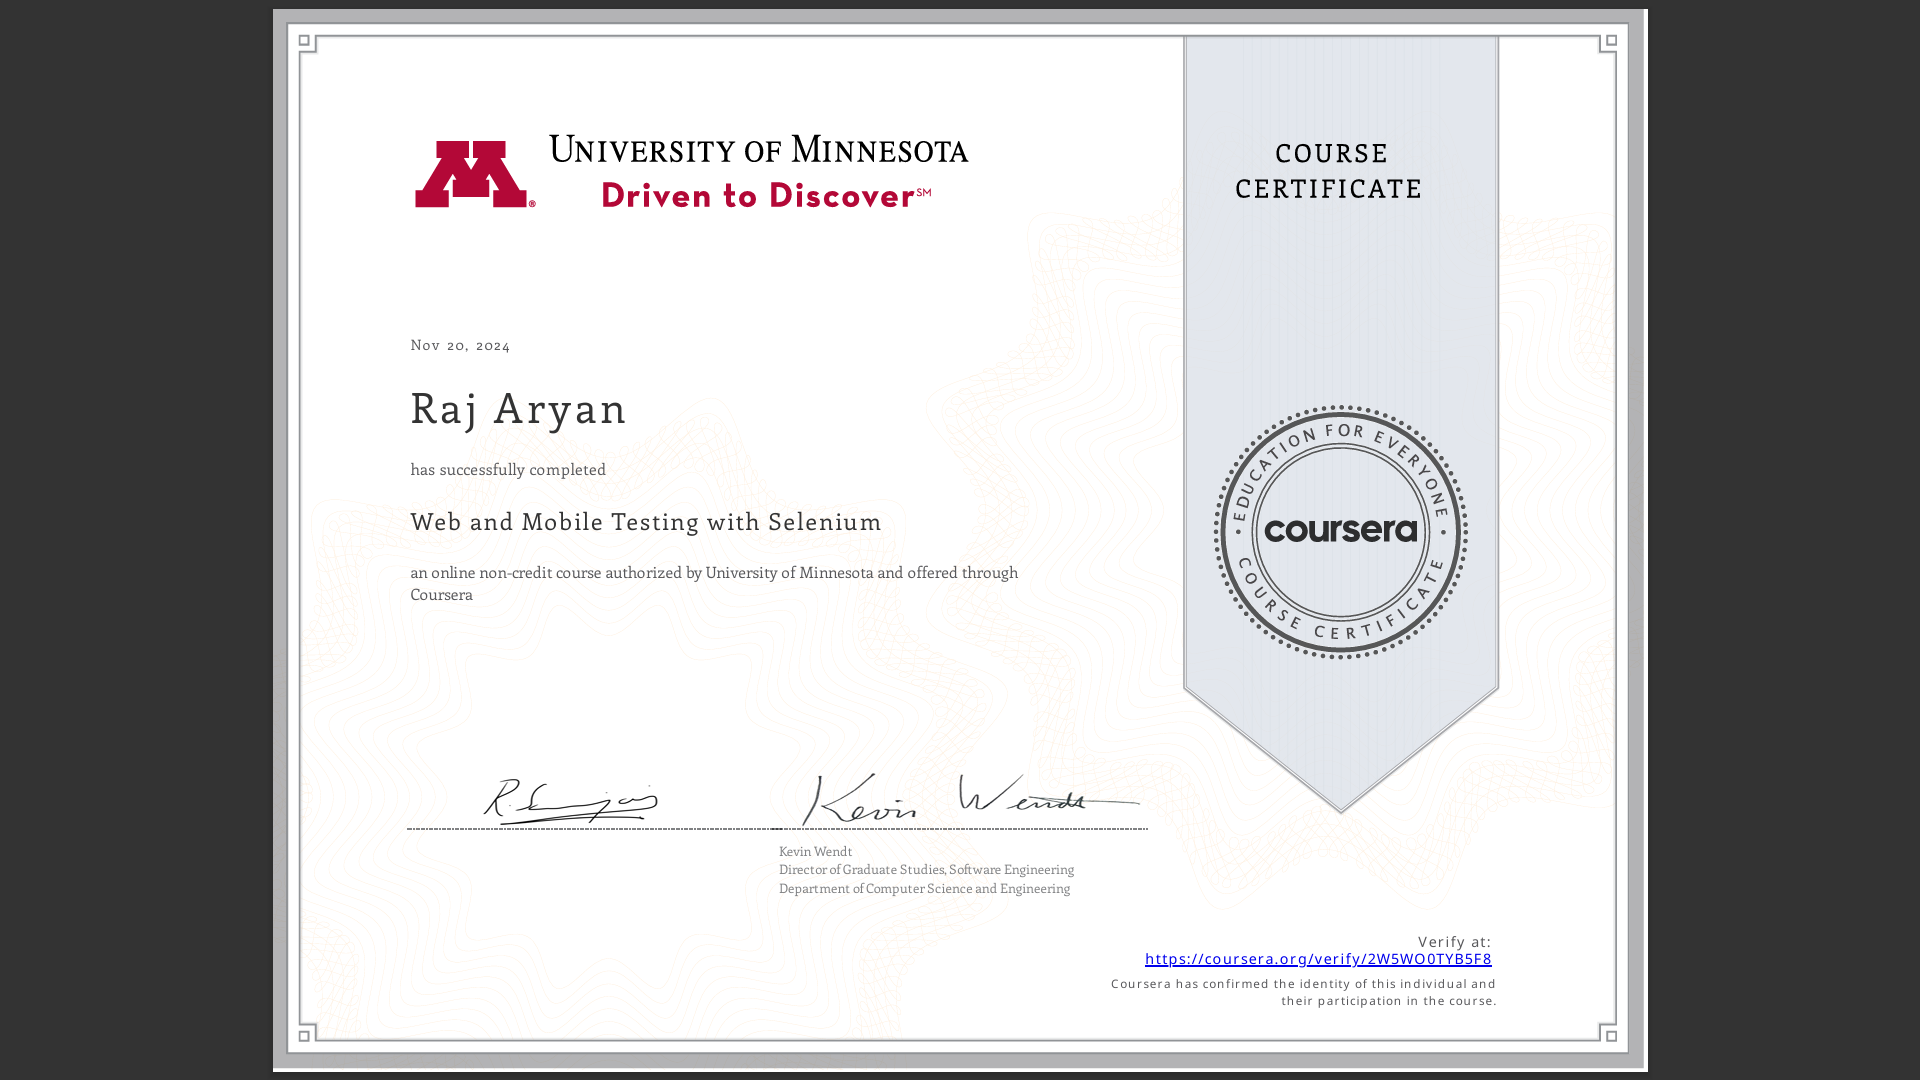 UNIVERSITY OF MINNESOTA
Driven to Discover℠
®
COURSE
CERTIFICATE
Nov 20, 2024
Raj Aryan
has successfully completed
Web and Mobile Testing with Selenium
an online non-credit course authorized by University of Minnesota and offered through
Coursera
EDUCATION FOR EVERYONE
coursera
COURSE CERTIFICATE
Kevin Wendt
Kevin Wendt
Director of Graduate Studies, Software Engineering
Department of Computer Science and Engineering
Verify at:
https://coursera.org/verify/2W5WO0TYB5F8
Coursera has confirmed the identity of this individual and
their participation in the course.